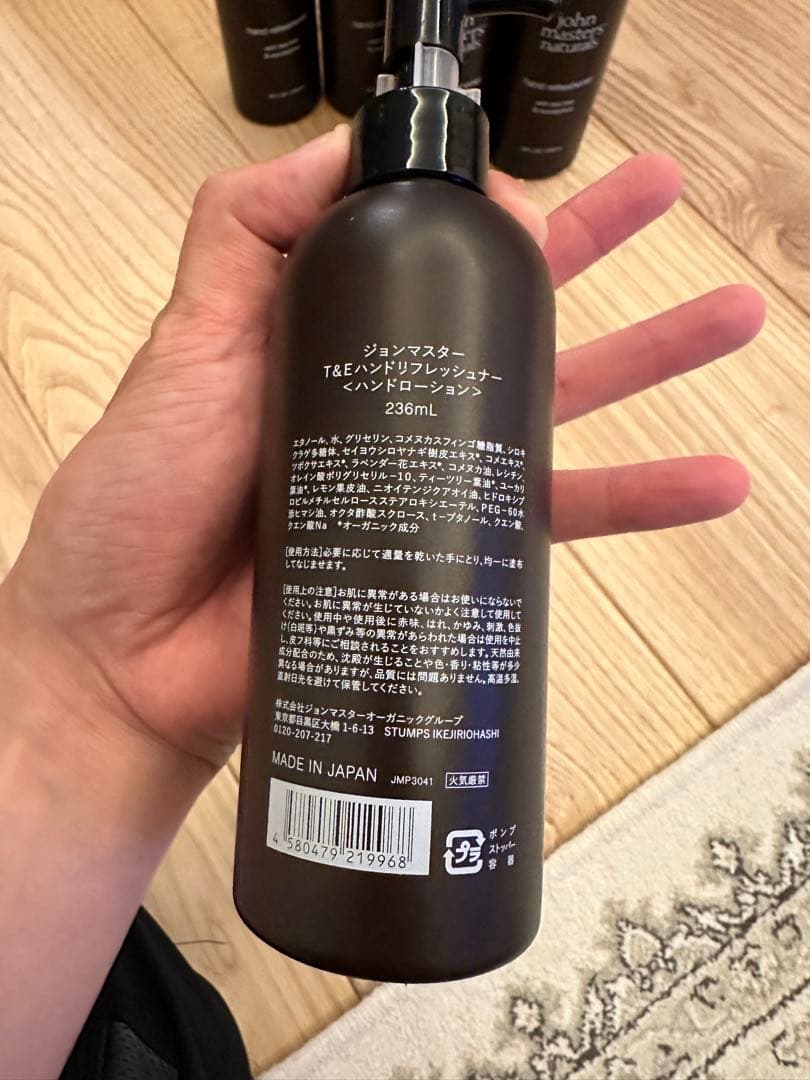 john
masters
naturals
ジョンマスター
T&Eハンドリフレッシュナー
<ハンドローション>
236mL
エタノール、水、グリセリン、コメヌカスフィンゴ糖脂質、シロキ
クラゲ多糖体、セイヨウシロヤナギ樹皮エキス*、コメエキス*、
ツボクサエキス*、ラベンダー花エキス*、コメヌカ油、レシチン、
オレイン酸ポリグリセリル-10、ティーツリー葉油*、ユーカリ
葉油*、レモン果皮油、ニオイテンジクアオイ油、ヒドロキシプ
ロピルメチルセルロースステアロキシエーテル、PEG-60水
添ヒマシ油、オクタ酢酸スクロース、t-ブタノール、クエン酸、
クエン酸Na *オーガニック成分
[使用方法]必要に応じて適量を乾いた手にとり、均一に塗布
してなじませます。
[使用上の注意]お肌に異常がある場合はお使いにならないで
ください。お肌に異常が生じていないかよく注意して使用して
ください。使用中や使用後に赤味、はれ、かゆみ、刺激、色抜
け(白斑等)や黒ずみ等の異常があらわれた場合は使用を中止
し、皮フ科等にご相談されることをおすすめします。天然由来
成分配合のため、沈殿が生じることや色・香り・粘性等が多少
異なる場合がありますが、品質には問題ありません。高温多湿、
直射日光を避けて保管してください。
株式会社ジョンマスターオーガニックグループ
東京都目黒区大橋 1-6-13 STUMPS IKEJIRIOHASHI
0120-207-217
MADE IN JAPAN JMP3041 火気厳禁
4 580479 219968
プラ
ポンプ
ストッパー
容器